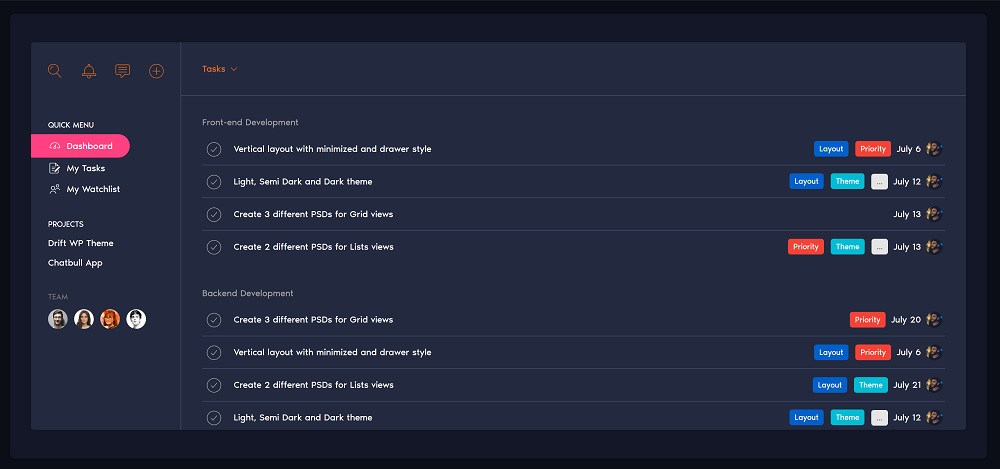 Tasks
QUICK MENU
Dashboard
My Tasks
My Watchlist
PROJECTS
Drift WP Theme
Chatbull App
TEAM
Front-end Development
Vertical layout with minimized and drawer style Layout Priority July 6
Light, Semi Dark and Dark theme Layout Theme ... July 12
Create 3 different PSDs for Grid views July 13
Create 2 different PSDs for Lists views Priority Theme ... July 13
Backend Development
Create 3 different PSDs for Grid views Priority July 20
Vertical layout with minimized and drawer style Layout Priority July 6
Create 2 different PSDs for Lists views Layout Theme July 21
Light, Semi Dark and Dark theme Layout Theme ... July 12